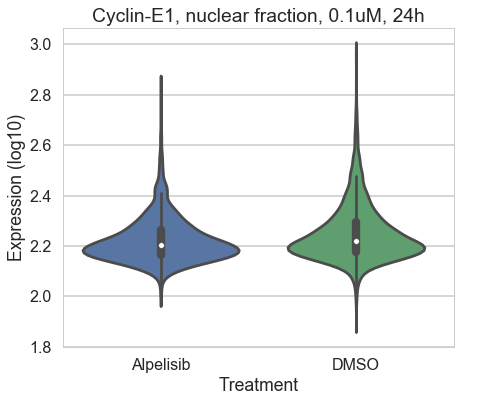 Cyclin-E1, nuclear fraction, 0.1uM, 24h
Expression (log10)
3.0
2.8
2.6
2.4
2.2
2.0
1.8
Alpelisib DMSO
Treatment